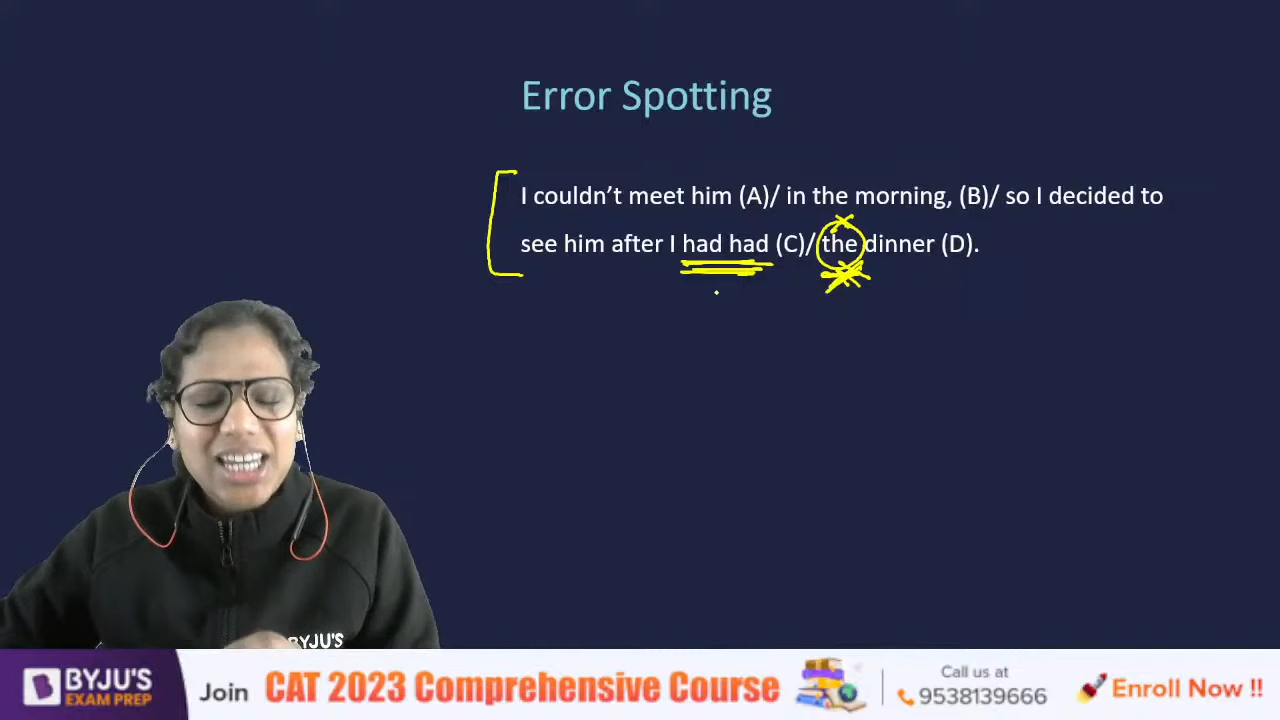 Error Spotting
I couldn’t meet him (A)/ in the morning, (B)/ so I decided to
see him after I had had (C)/ the dinner (D).
BYJU'S
BYJU'S
EXAM PREP
Join CAT 2023 Comprehensive Course
Call us at
9538139666
Enroll Now !!